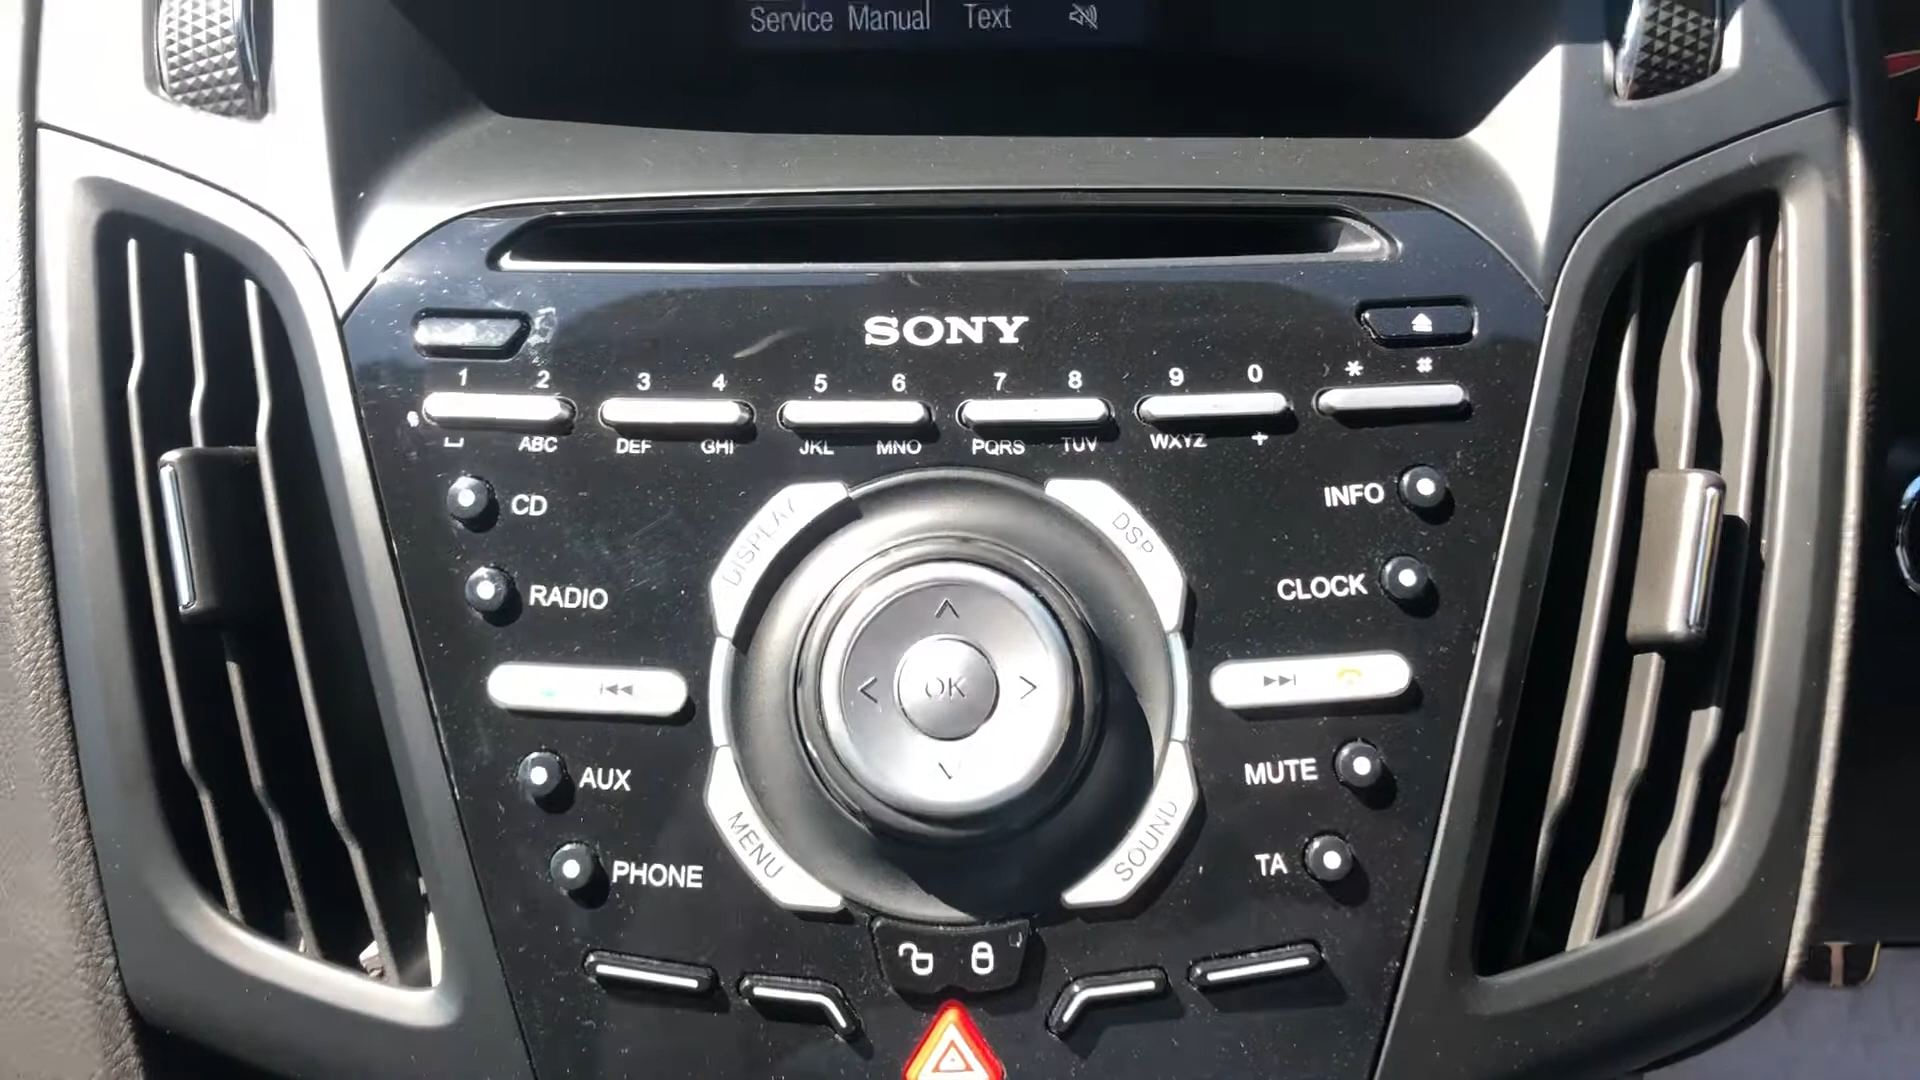 Service Manual Text
SONY
1 2 3 4 5 6 7 8 9 0 * #
ABC DEF GHI JKL MNO PQRS TUV WXYZ +
CD
INFO
DISPLAY
DSP
RADIO
CLOCK
OK
AUX
MUTE
MENU
SOUND
PHONE
TA